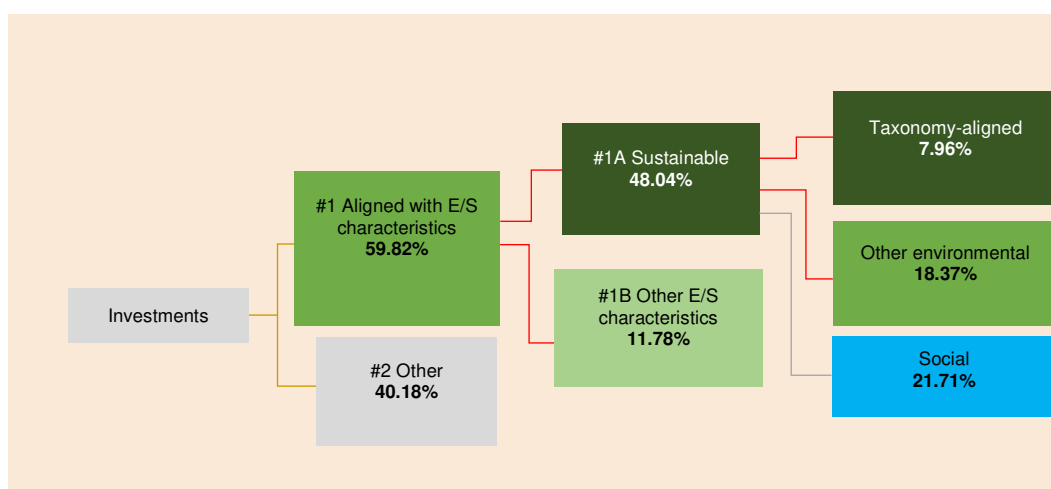 Investments
#1 Aligned with E/S
characteristics
59.82%
#2 Other
40.18%
#1A Sustainable
48.04%
#1B Other E/S
characteristics
11.78%
Taxonomy-aligned
7.96%
Other environmental
18.37%
Social
21.71%